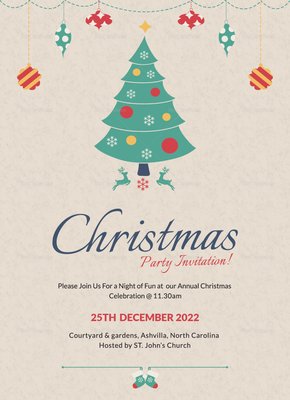 Christmas
Party Invitation!
Please Join Us For a Night of Fun at our Annual Christmas
Celebration @ 11.30am
25TH DECEMBER 2022
Courtyard & gardens, Ashvilla, North Carolina
Hosted by ST. John's Church